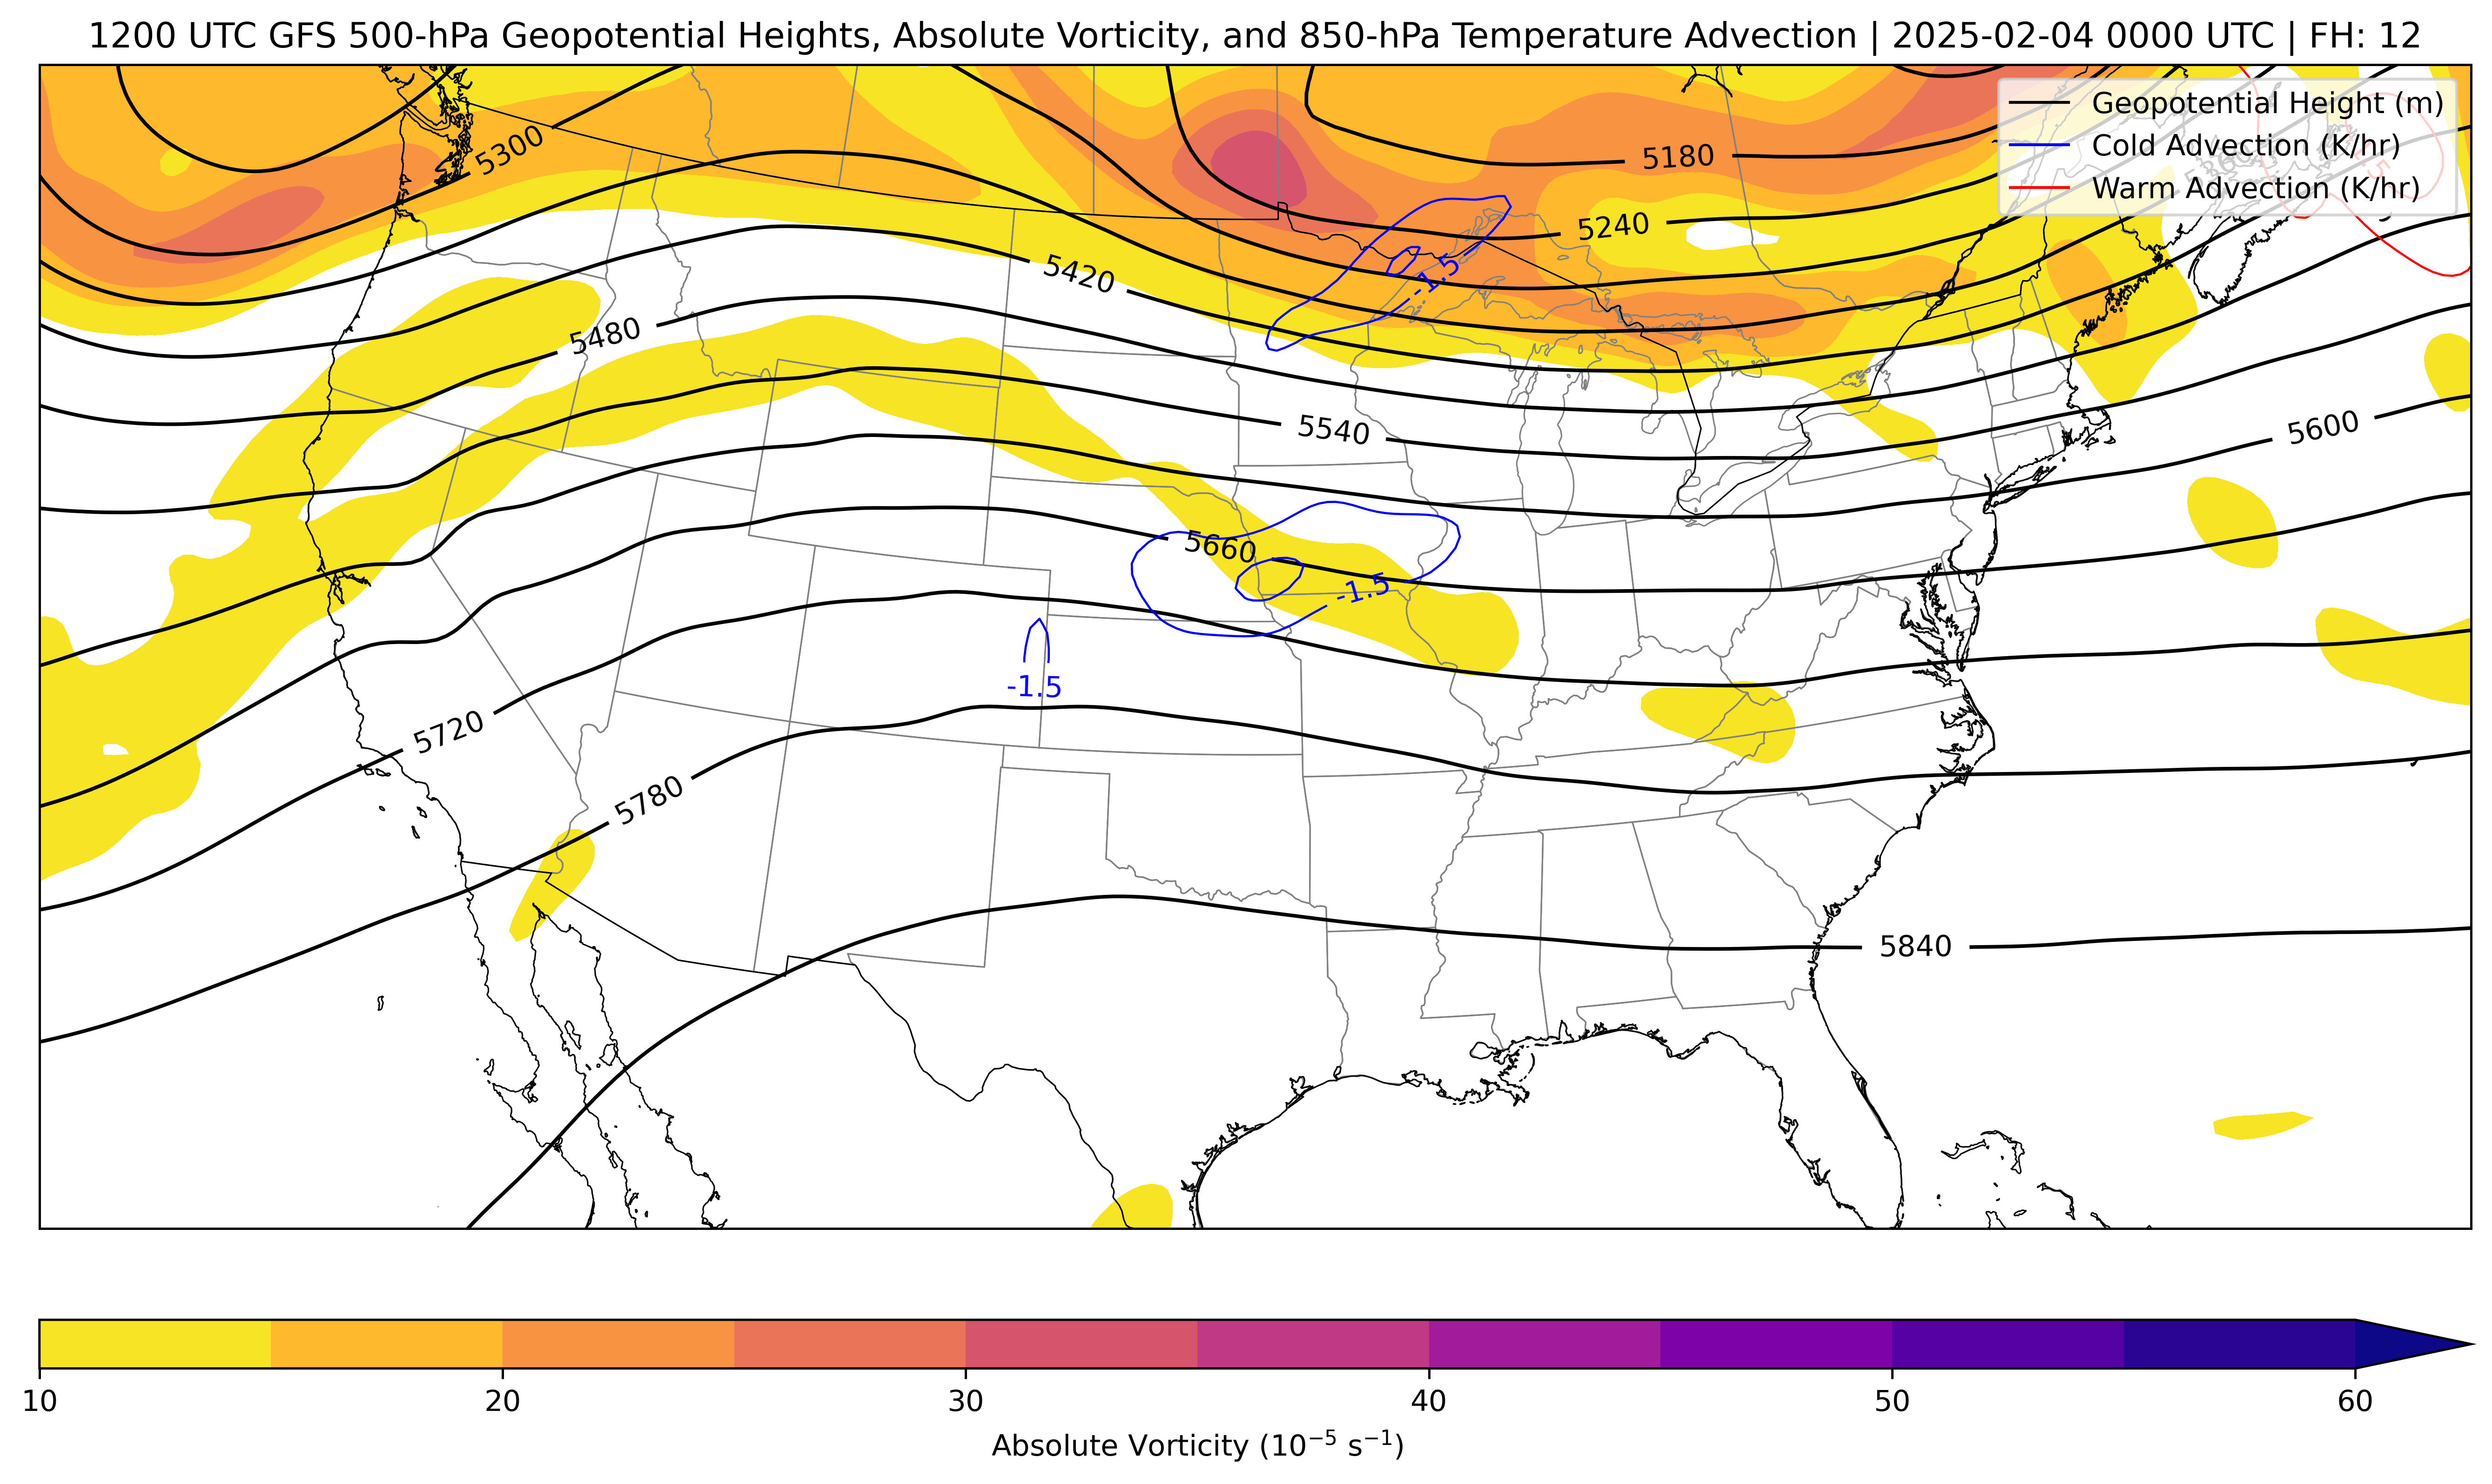 1200 UTC GFS 500-hPa Geopotential Heights, Absolute Vorticity, and 850-hPa Temperature Advection | 2025-02-04 0000 UTC | FH: 12
Geopotential Height (m)
Cold Advection (K/hr)
Warm Advection (K/hr)
5300
5180
5240
-1.5
5420
5480
5540
5600
5660
-1.5
-1.5
5720
5780
5840
10 20 30 40 50 60
Absolute Vorticity (10⁻⁵ s⁻¹)